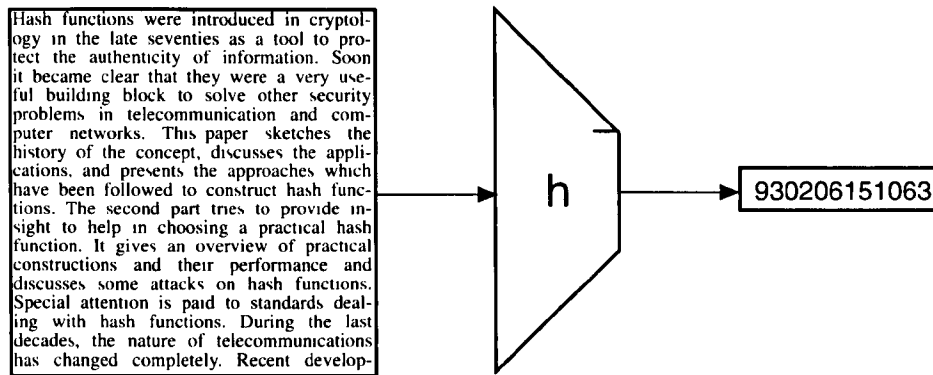 Hash functions were introduced in cryptol-
ogy in the late seventies as a tool to pro-
tect the authenticity of information. Soon
it became clear that they were a very use-
ful building block to solve other security
problems in telecommunication and com-
puter networks. This paper sketches the
history of the concept, discusses the appli-
cations, and presents the approaches which
have been followed to construct hash func-
tions. The second part tries to provide in-
sight to help in choosing a practical hash
function. It gives an overview of practical
constructions and their performance and
discusses some attacks on hash functions.
Special attention is paid to standards deal-
ing with hash functions. During the last
decades, the nature of telecommunications
has changed completely. Recent develop-
h
930206151063